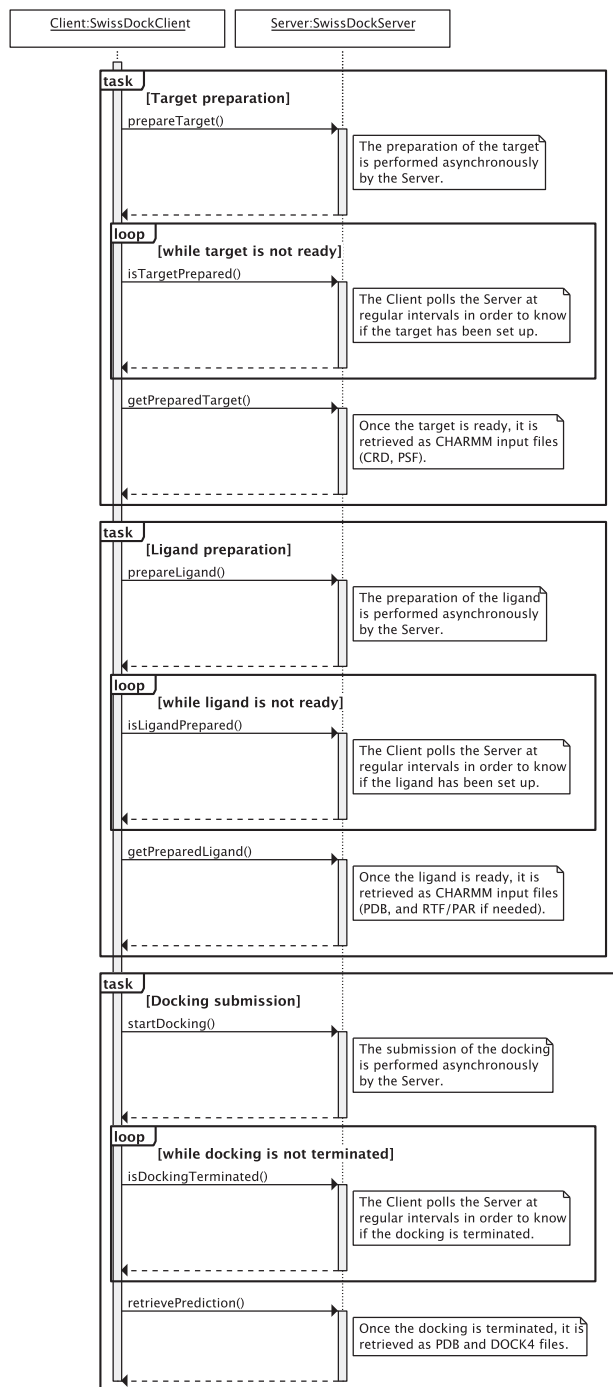 Client:SwissDockClient
Server:SwissDockServer
task
[Target preparation]
prepareTarget()
The preparation of the target
is performed asynchronously
by the Server.
loop
[while target is not ready]
isTargetPrepared()
The Client polls the Server at
regular intervals in order to know
if the target has been set up.
getPreparedTarget()
Once the target is ready, it is
retrieved as CHARMM input files
(CRD, PSF).
task
[Ligand preparation]
prepareLigand()
The preparation of the ligand
is performed asynchronously
by the Server.
loop
[while ligand is not ready]
isLigandPrepared()
The Client polls the Server at
regular intervals in order to know
if the ligand has been set up.
getPreparedLigand()
Once the ligand is ready, it is
retrieved as CHARMM input files
(PDB, and RTF/PAR if needed).
task
[Docking submission]
startDocking()
The submission of the docking
is performed asynchronously
by the Server.
loop
[while docking is not terminated]
isDockingTerminated()
The Client polls the Server at
regular intervals in order to know
if the docking is terminated.
retrievePrediction()
Once the docking is terminated, it is
retrieved as PDB and DOCK4 files.